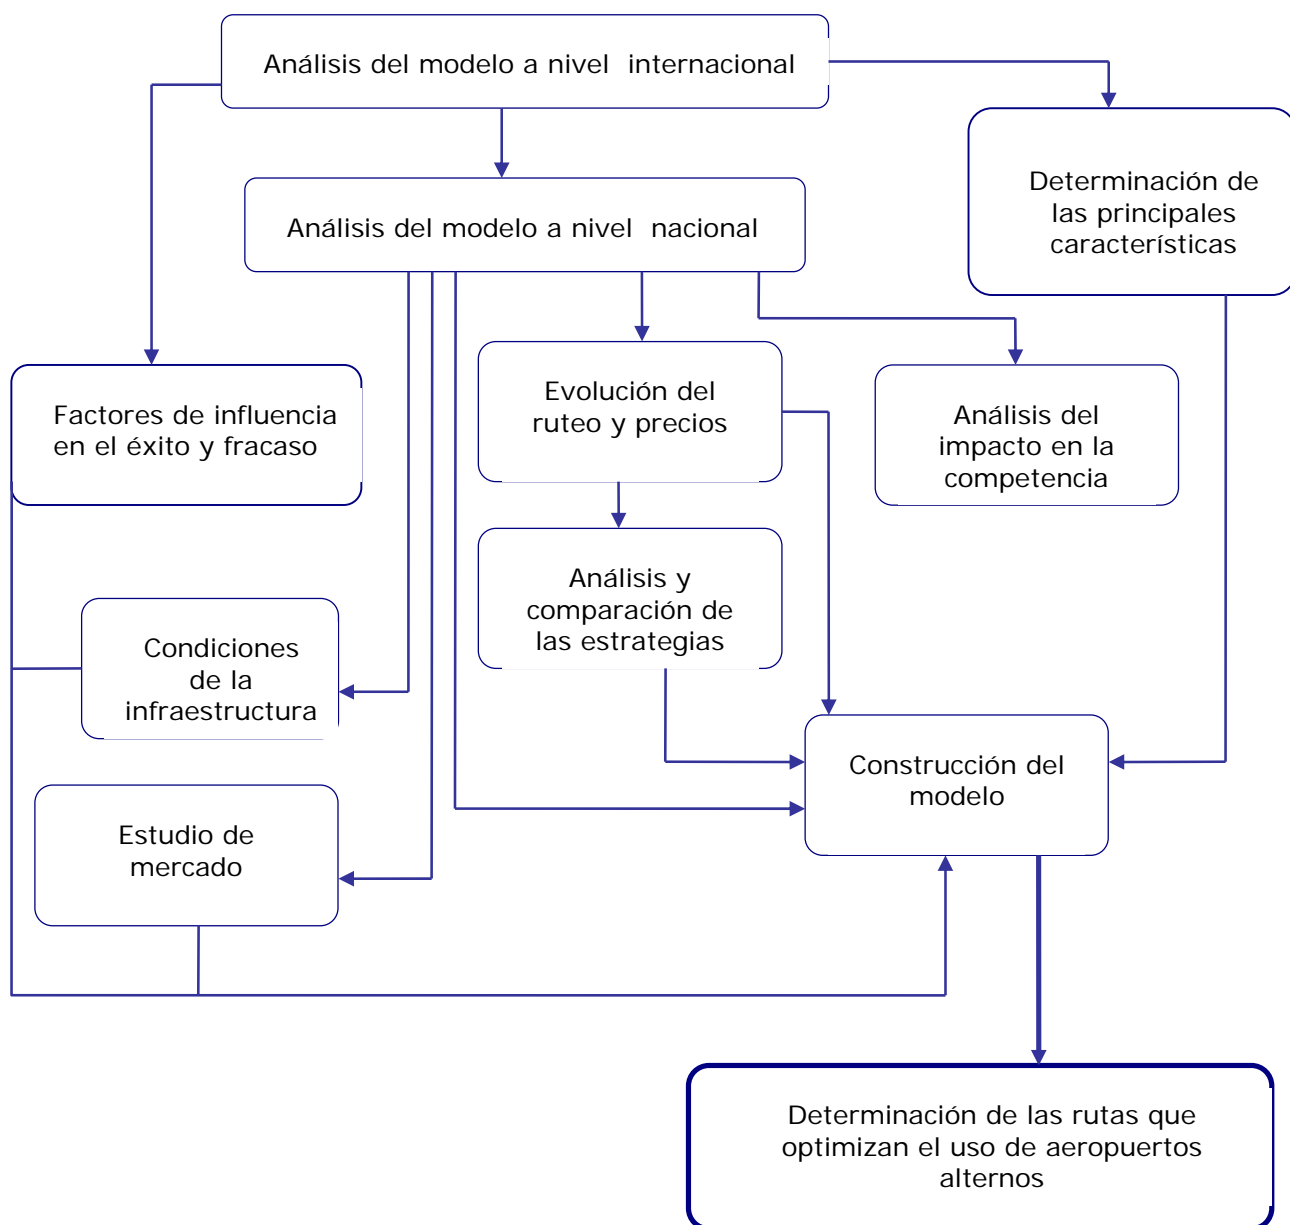 Análisis del modelo a nivel  internacional
Determinación de
las principales
característicias
Análisis del modelo a nivel  nacional
Factores de influencia
en el éxito y fracaso
Evolución del
ruteo y precios
Análisis del
impacto en la
competencia
Análisis y
comparación de
las estrategias
Condiciones
de la
infraestructura
Construcción del
modelo
Estudio de
mercado
Determinación de las rutas que
optimizan el uso de aeropuertos
alternos